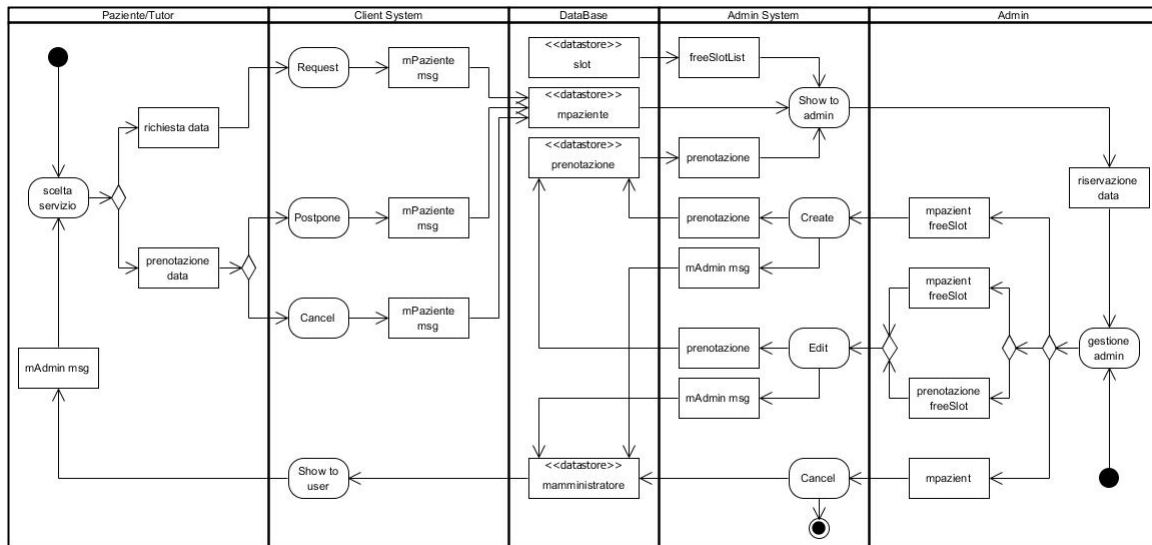 Paziente/Tutor
Client System
DataBase
Admin System
Admin
<<datastore>>
slot
freeSlotList
Request
mPaziente
msg
<<datastore>>
mpaziente
Show to
admin
richiesta data
<<datastore>>
prenotazione
prenotazione
riservazione
data
scelta
servizio
Postpone
mPaziente
msg
prenotazione
Create
mpazient
freeSlot
prenotazione
data
mAdmin msg
mpazient
freeSlot
Cancel
mPaziente
msg
prenotazione
Edit
gestione
admin
mAdmin msg
mAdmin msg
prenotazione
freeSlot
Show to
user
<<datastore>>
mamministratore
Cancel
mpazient